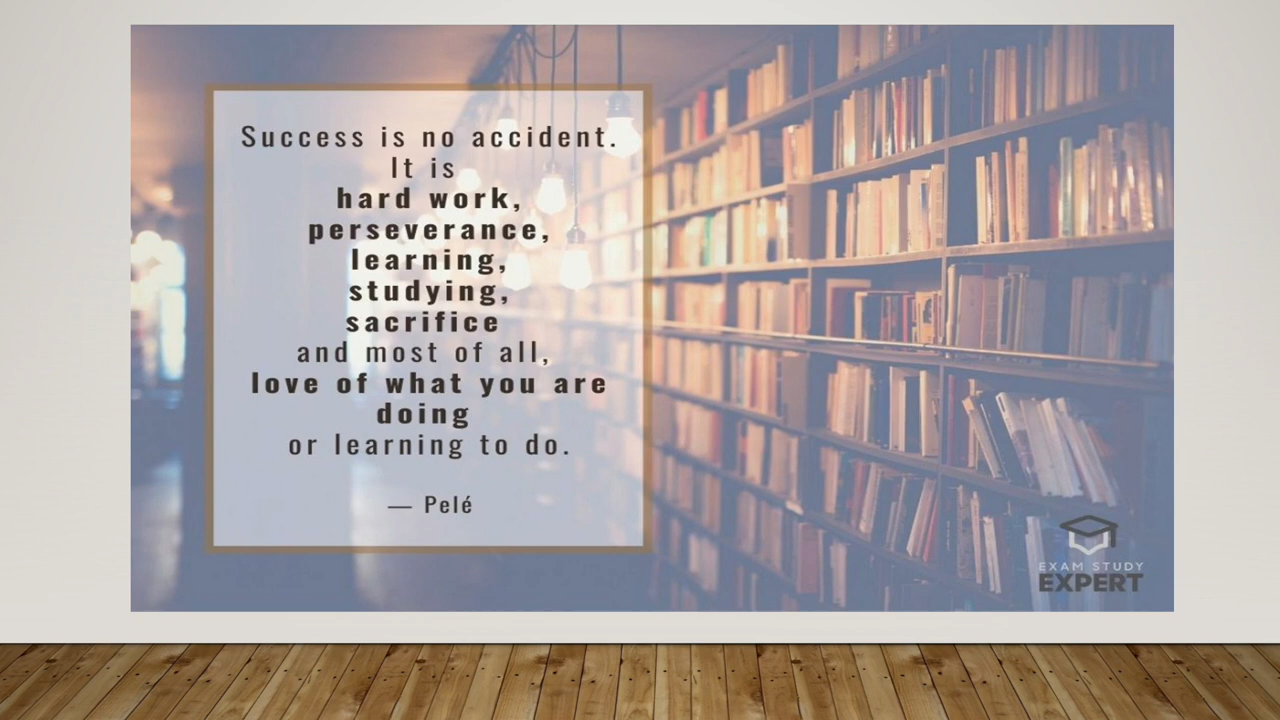 Success is no accident.
It is
hard work,
perseverance,
learning,
studying,
sacrifice
and most of all,
love of what you are
doing
or learning to do.
— Pelé
EXAM STUDY
EXPERT